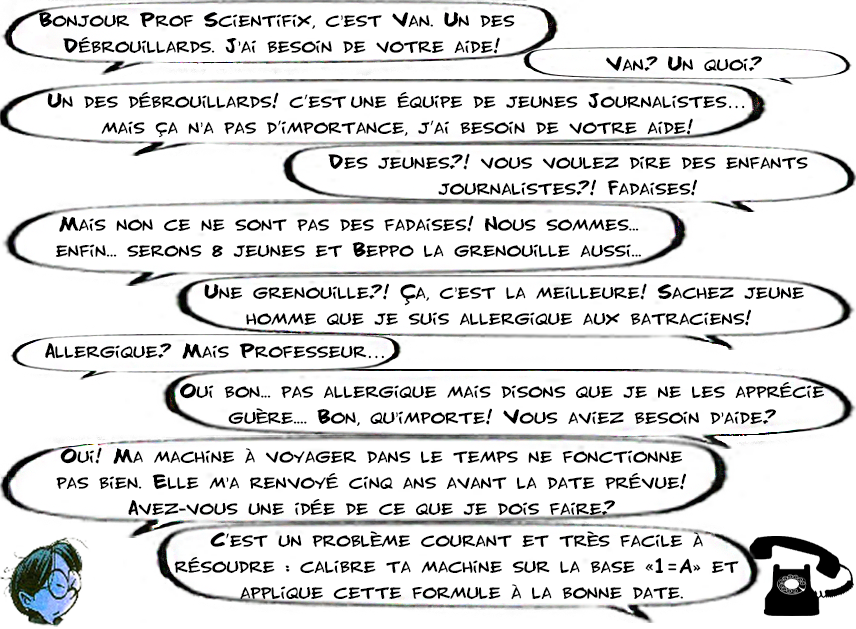 Bonjour Prof Scientifix, c'est Van. Un des
Débrouillards. J'ai besoin de votre aide!
Van? Un quoi?
Un des débrouillards! c'est une équipe de jeunes Journalistes...
mais ça n'a pas d'importance, j'ai besoin de votre aide!
Des jeunes?! vous voulez dire des enfants
journalistes?! Fadaises!
Mais non ce ne sont pas des fadaises! Nous sommes...
enfin... serons 8 jeunes et Beppo la grenouille aussi...
Une grenouille?! Ça, c'est la meilleure! Sachez jeune
homme que je suis allergique aux batraciens!
Allergique? Mais Professeur...
Oui bon... pas allergique mais disons que je ne les apprécie
guère.... Bon, qu'importe! Vous aviez besoin d'aide?
Oui! Ma machine à voyager dans le temps ne fonctionne
pas bien. Elle m'a renvoyé cinq ans avant la date prévue!
Avez-vous une idée de ce que je dois faire?
C'est un problème courant et très facile à
résoudre : calibre ta machine sur la base «1=A» et
applique cette formule à la bonne date.